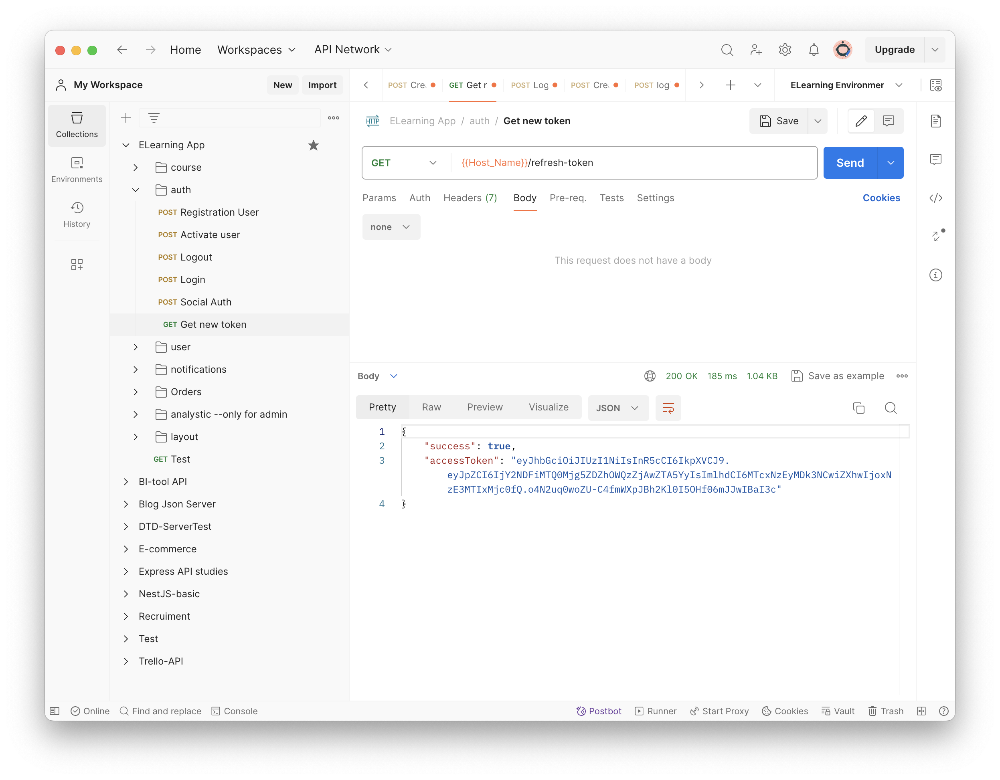 Home Workspaces API Network Upgrade
My Workspace New Import
POST Cre GET Get r POST Log POST Cre POST log ELearning Environmer
Collections
Environments
History
ELearning App
course
auth
POST Registration User
POST Activate user
POST Logout
POST Login
POST Social Auth
GET Get new token
user
notifications
Orders
analystic --only for admin
layout
GET Test
BI-tool API
Blog Json Server
DTD-ServerTest
E-commerce
Express API studies
NestJS-basic
Recruiment
Test
Trello-API
HTTP ELearning App / auth / Get new token Save
GET {{Host_Name}}/refresh-token Send
Params Auth Headers (7) Body Pre-req. Tests Settings Cookies
none
This request does not have a body
Body 200 OK 185 ms 1.04 KB Save as example
Pretty Raw Preview Visualize JSON
1 {
2 "success": true,
3 "accessToken": "eyJhbGciOiJIUzI1NiIsInR5cCI6IkpXVCJ9.
eyJpZCI6IjY2NDFiMTQ0Mjg5ZDZhOWQzZjAwZTA5YyIsImlhdCI6MTcxNzEyMDk3NCwiZXhwIjoxN
zE3MTIxMjc0fQ.o4N2uq0woZU-C4fmWXpJBh2Kl0I5OHf06mJJwIBaI3c"
4 }
Online Find and replace Console Postbot Runner Start Proxy Cookies Vault Trash